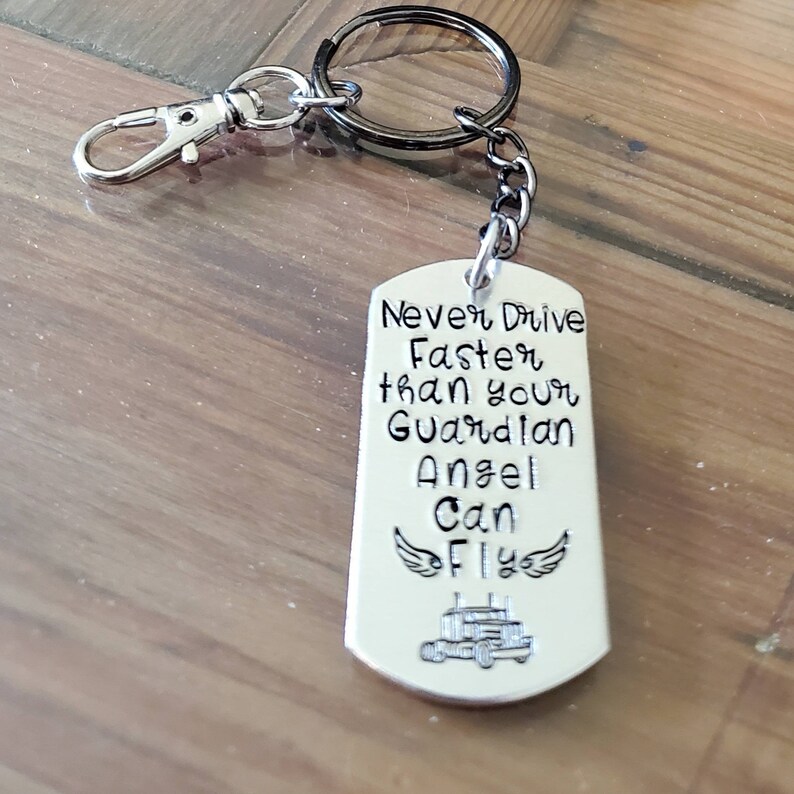 Never Drive
Faster
than your
Guardian
Angel
Can
Fly